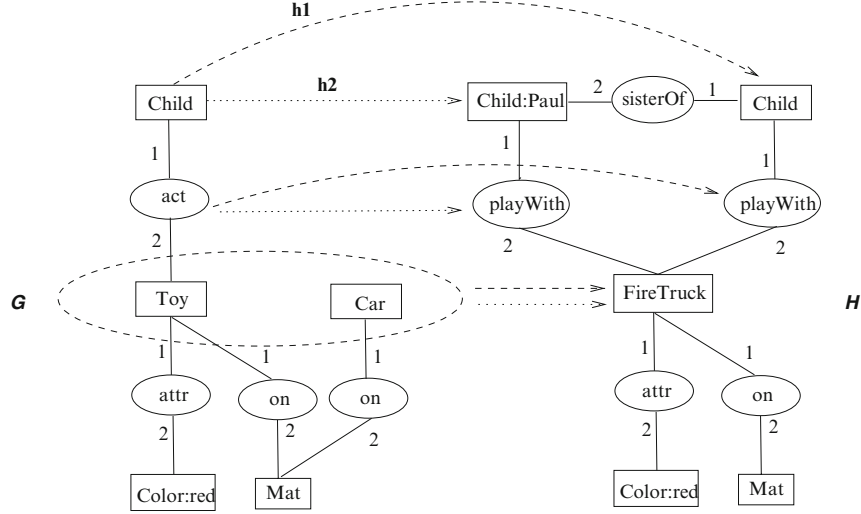 h1
h2
Child
Child:Paul
2
sisterOf
1
Child
1
1
1
act
playWith
playWith
2
2
2
G
Toy
Car
FireTruck
H
1
1
1
1
1
attr
on
on
attr
on
2
2
2
2
2
Color:red
Mat
Color:red
Mat